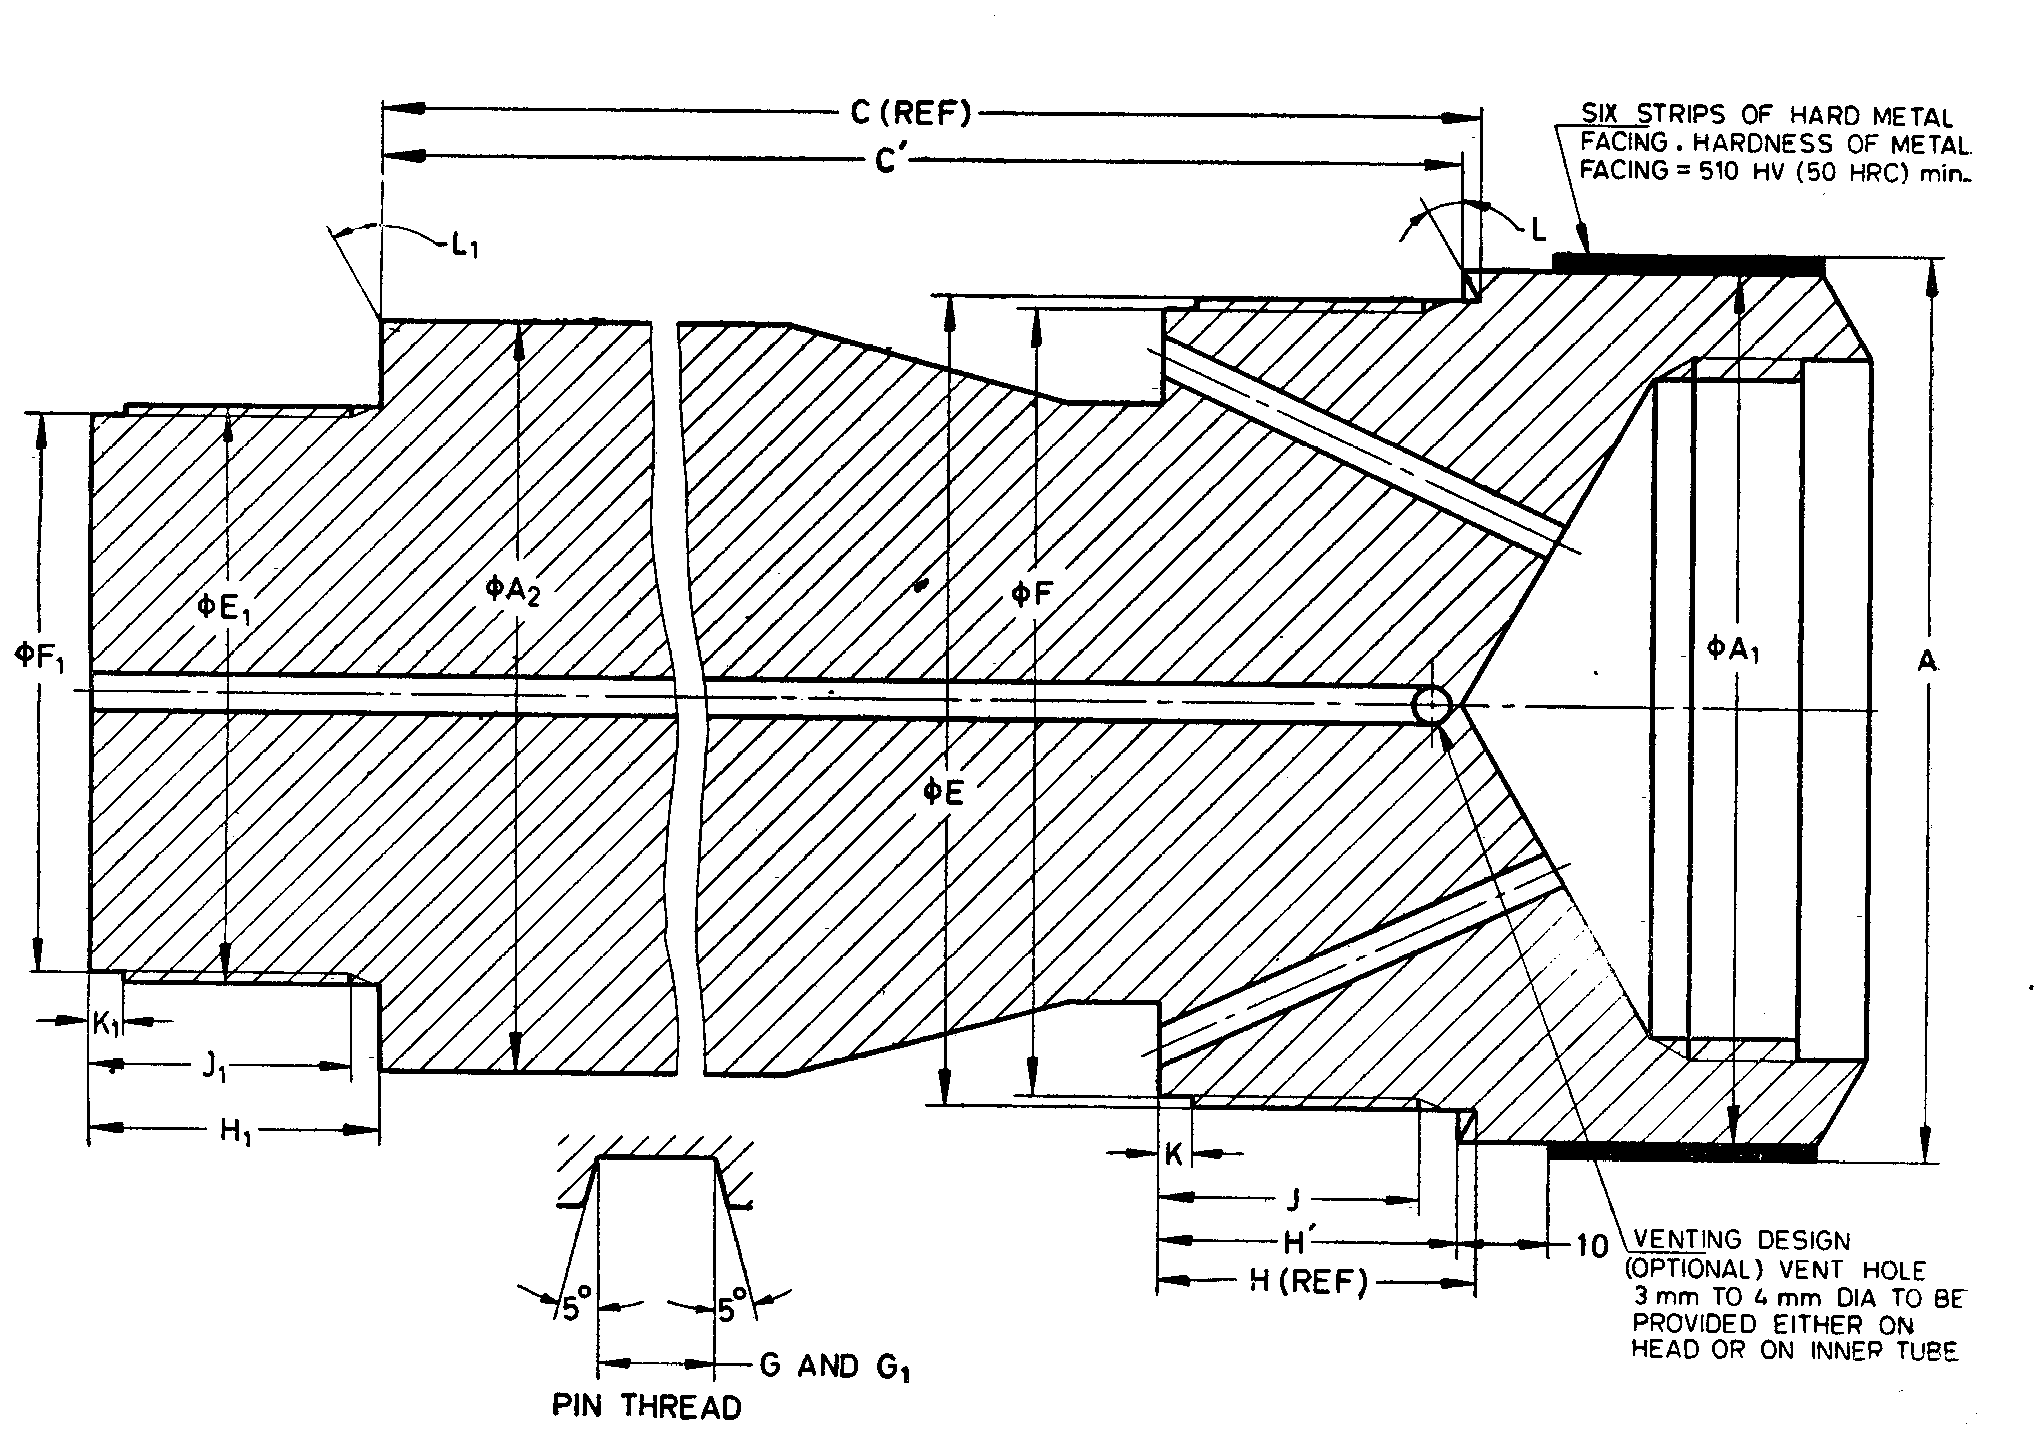 C (REF)
C′
SIX STRIPS OF HARD METAL
FACING. HARDNESS OF METAL
FACING = 510 HV (50 HRC) min.
L₁
L
ϕE₁
ϕA₂
ϕF
ϕF₁
ϕA₁
A
ϕE
K₁
J₁
H₁
K
J
H′
10
H (REF)
5°
5°
G AND G₁
PIN THREAD
VENTING DESIGN
(OPTIONAL) VENT HOLE
3 mm TO 4 mm DIA TO BE
PROVIDED EITHER ON
HEAD OR ON INNER TUBE